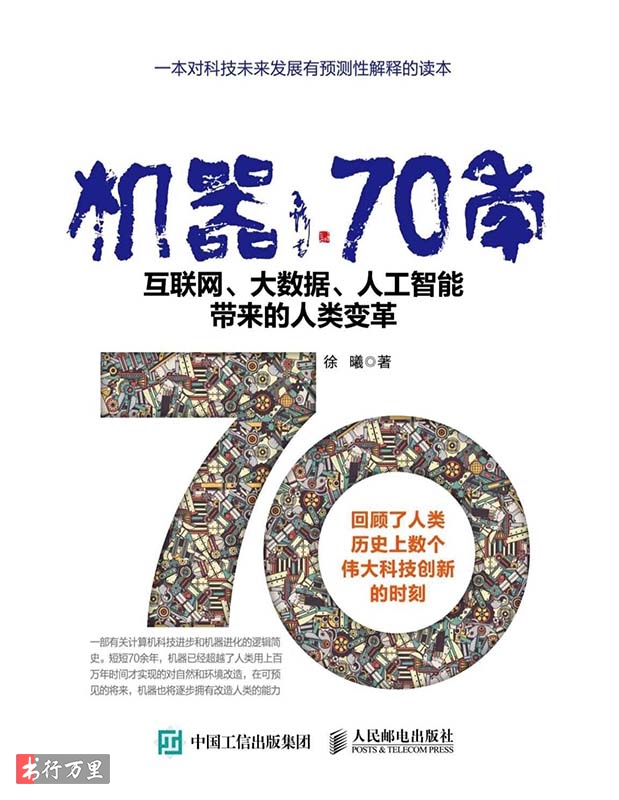 一本对科技未来发展有预测性解释的读本
机器70年
互联网、大数据、人工智能
带来的人类变革
徐 曦◎著
70
回顾了人类
历史上数个
伟大科技创新
的时刻
一部有关计算机科技进步和机器进化的逻辑简
史。短短70余年，机器已经超越了人类用上百
万年时间才实现的对自然和环境改造，在可预
见的将来，机器也将逐步拥有改造人类的能力
中国工信出版集团
人民邮电出版社
POSTS & TELECOM PRESS
书行万里